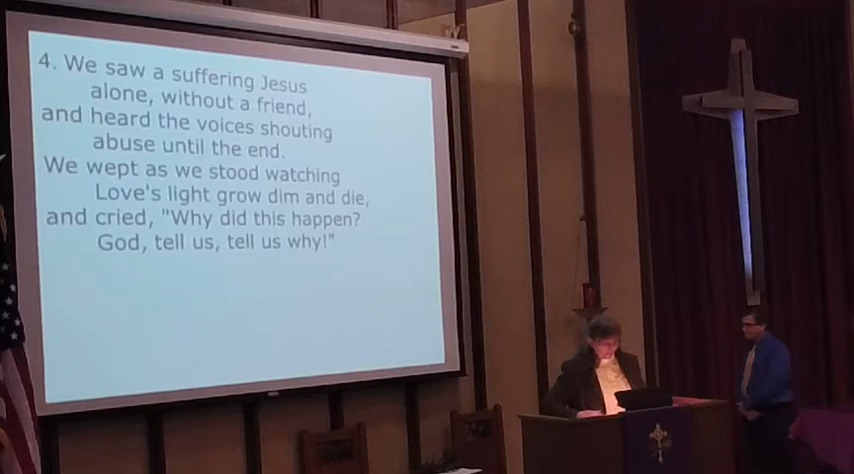 4. We saw a suffering Jesus
alone, without a friend,
and heard the voices shouting
abuse until the end.
We wept as we stood watching
Love's light grow dim and die,
and cried, "Why did this happen?
God, tell us, tell us why!"